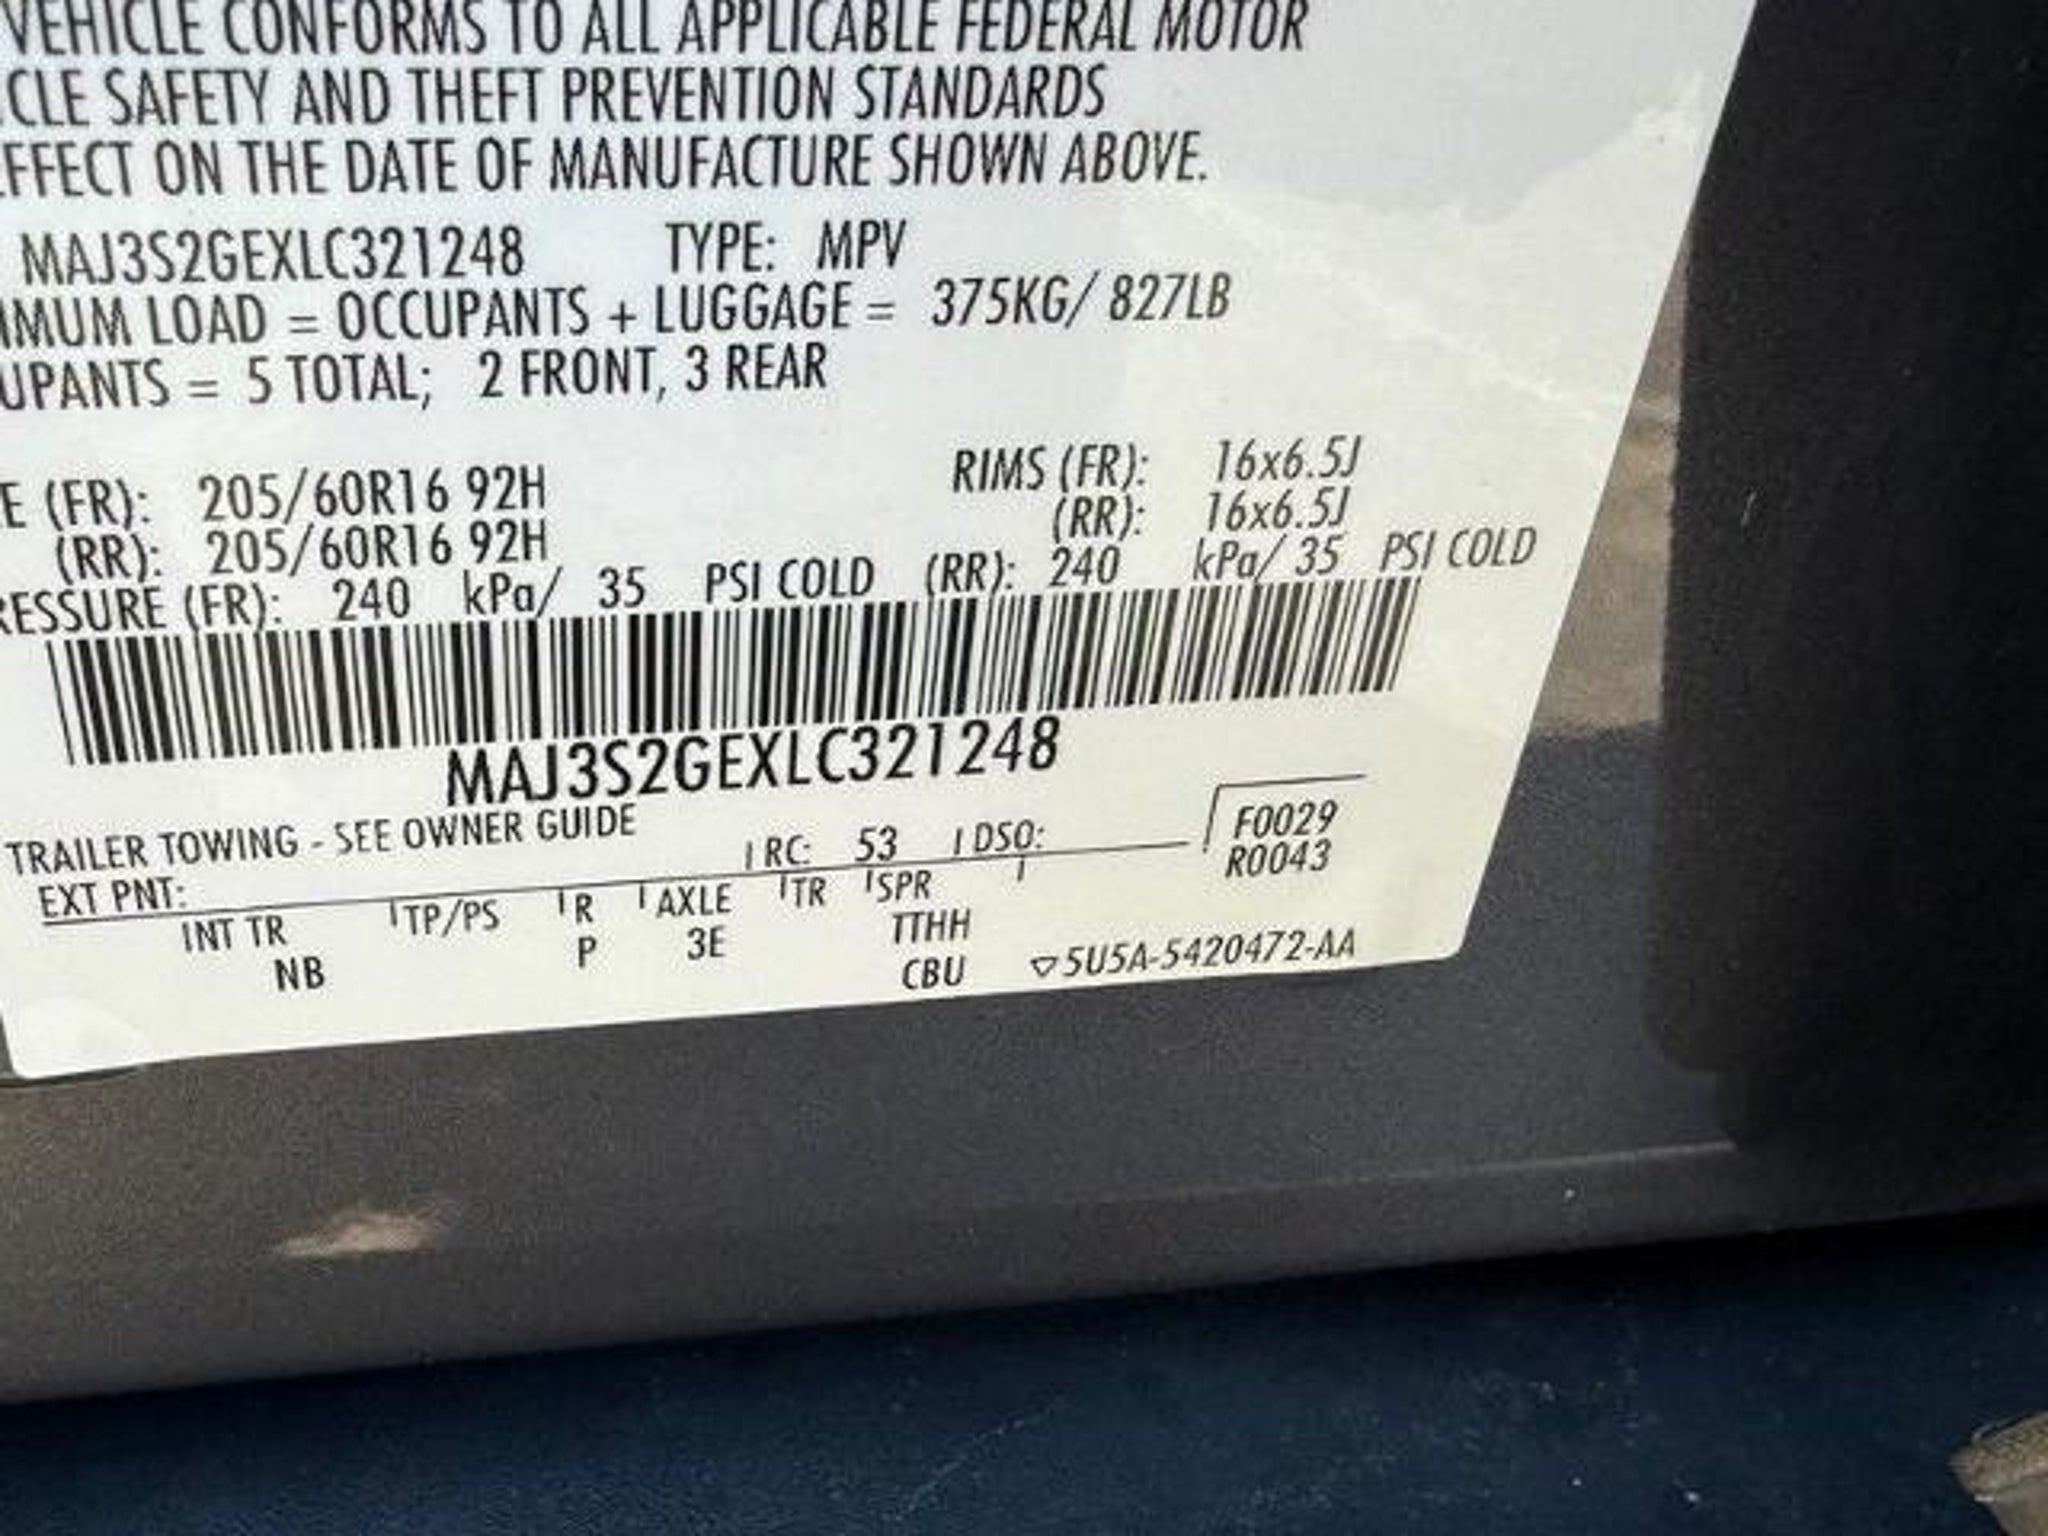 VEHICLE CONFORMS TO ALL APPLICABLE FEDERAL MOTOR
CLE SAFETY AND THEFT PREVENTION STANDARDS
EFFECT ON THE DATE OF MANUFACTURE SHOWN ABOVE.
MAJ3S2GEXLC321248 TYPE: MPV
IMUM LOAD = OCCUPANTS + LUGGAGE = 375KG/ 827LB
UPANTS = 5 TOTAL; 2 FRONT, 3 REAR
E (FR): 205/60R16 92H RIMS (FR): 16x6.5J
(RR): 205/60R16 92H (RR): 16x6.5J
RESSURE (FR): 240 kPa/ 35 PSI COLD (RR): 240 kPa/ 35 PSI COLD
MAJ3S2GEXLC321248
TRAILER TOWING - SEE OWNER GUIDE
EXT PNT: RC: 53 DSO: F0029
R0043
INT TR TP/PS R AXLE TR SPR
NB P 3E TTHH
CBU ▽5U5A-5420472-AA